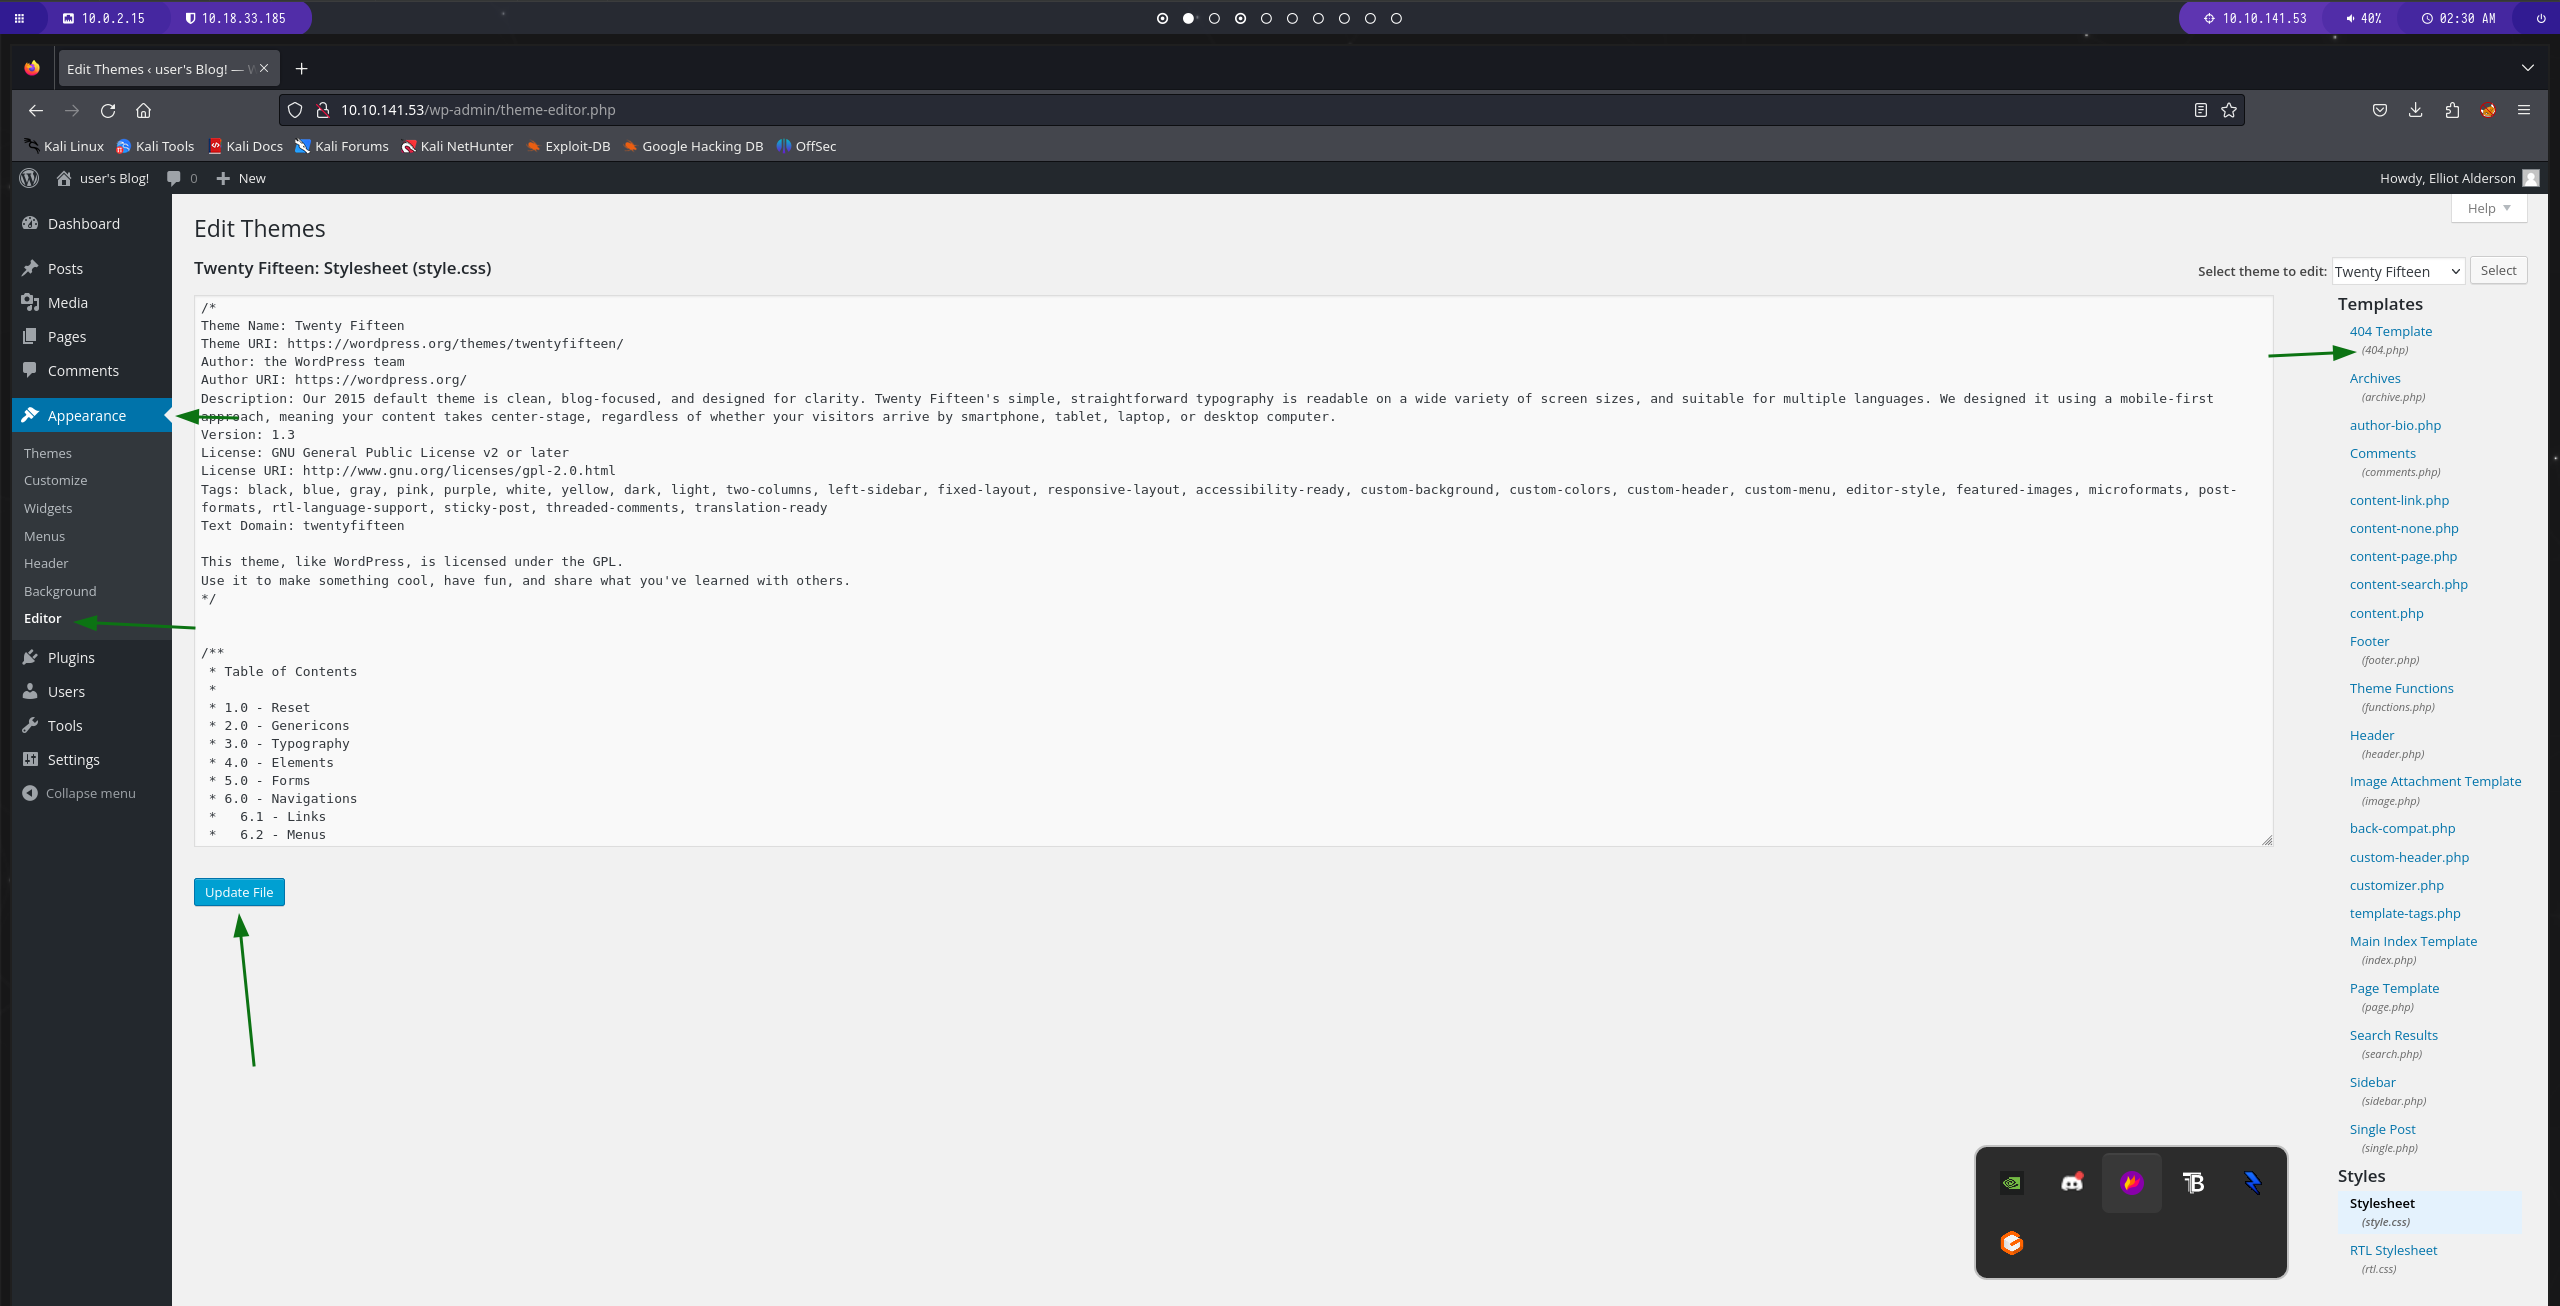 10.0.2.15 10.18.33.185 10.10.141.53 40% 02:30 AM
Edit Themes ‹ user's Blog! —
10.10.141.53/wp-admin/theme-editor.php
Kali Linux Kali Tools Kali Docs Kali Forums Kali NetHunter Exploit-DB Google Hacking DB OffSec
user's Blog! 0 New Howdy, Elliot Alderson
Dashboard
Posts
Media
Pages
Comments
Appearance
Themes
Customize
Widgets
Menus
Header
Background
Editor
Plugins
Users
Tools
Settings
Collapse menu
Help
Edit Themes
Twenty Fifteen: Stylesheet (style.css)
Select theme to edit: Twenty Fifteen Select
/*
Theme Name: Twenty Fifteen
Theme URI: https://wordpress.org/themes/twentyfifteen/
Author: the WordPress team
Author URI: https://wordpress.org/
Description: Our 2015 default theme is clean, blog-focused, and designed for clarity. Twenty Fifteen's simple, straightforward typography is readable on a wide variety of screen sizes, and suitable for multiple languages. We designed it using a mobile-first
approach, meaning your content takes center-stage, regardless of whether your visitors arrive by smartphone, tablet, laptop, or desktop computer.
Version: 1.3
License: GNU General Public License v2 or later
License URI: http://www.gnu.org/licenses/gpl-2.0.html
Tags: black, blue, gray, pink, purple, white, yellow, dark, light, two-columns, left-sidebar, fixed-layout, responsive-layout, accessibility-ready, custom-background, custom-colors, custom-header, custom-menu, editor-style, featured-images, microformats, post-
formats, rtl-language-support, sticky-post, threaded-comments, translation-ready
Text Domain: twentyfifteen
This theme, like WordPress, is licensed under the GPL.
Use it to make something cool, have fun, and share what you've learned with others.
*/
/**
* Table of Contents
*
* 1.0 - Reset
* 2.0 - Genericons
* 3.0 - Typography
* 4.0 - Elements
* 5.0 - Forms
* 6.0 - Navigations
* 6.1 - Links
* 6.2 - Menus
Update File
Templates
404 Template
(404.php)
Archives
(archive.php)
author-bio.php
Comments
(comments.php)
content-link.php
content-none.php
content-page.php
content-search.php
content.php
Footer
(footer.php)
Theme Functions
(functions.php)
Header
(header.php)
Image Attachment Template
(image.php)
back-compat.php
custom-header.php
customizer.php
template-tags.php
Main Index Template
(index.php)
Page Template
(page.php)
Search Results
(search.php)
Sidebar
(sidebar.php)
Single Post
(single.php)
Styles
Stylesheet
(style.css)
RTL Stylesheet
(rtl.css)